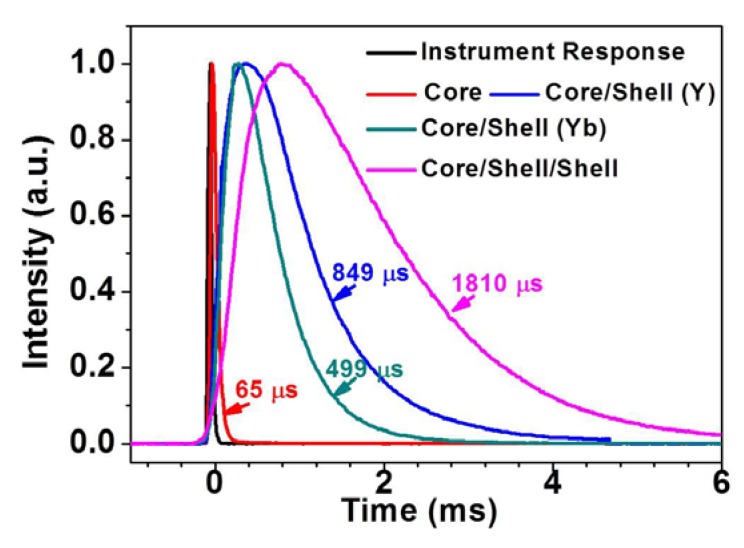 Instrument Response
Core Core/Shell (Y)
Core/Shell (Yb)
Core/Shell/Shell
Intensity (a.u.)
1.0
0.8
0.6
0.4
0.2
0.0
849 µs
1810 µs
499 µs
65 µs
0 2 4 6
Time (ms)